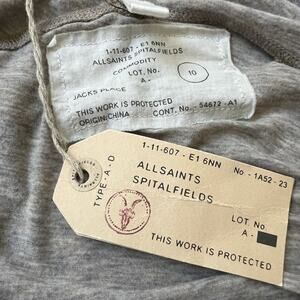 1-11-607 - E1 6NN
ALLSAINTS SPITALFIELDS
COMMODITY
LOT. No.
A -
10
JACKS PLACE
THIS WORK IS PROTECTED
ORIGIN:CHINA
CONT. No:- 54672 -A1
1-11-607 - E1 6NN
No - 1A52 - 23
TYPE: A - D
ALLSAINTS
SPITALFIELDS
LOT No.
A -
THIS WORK IS PROTECTED